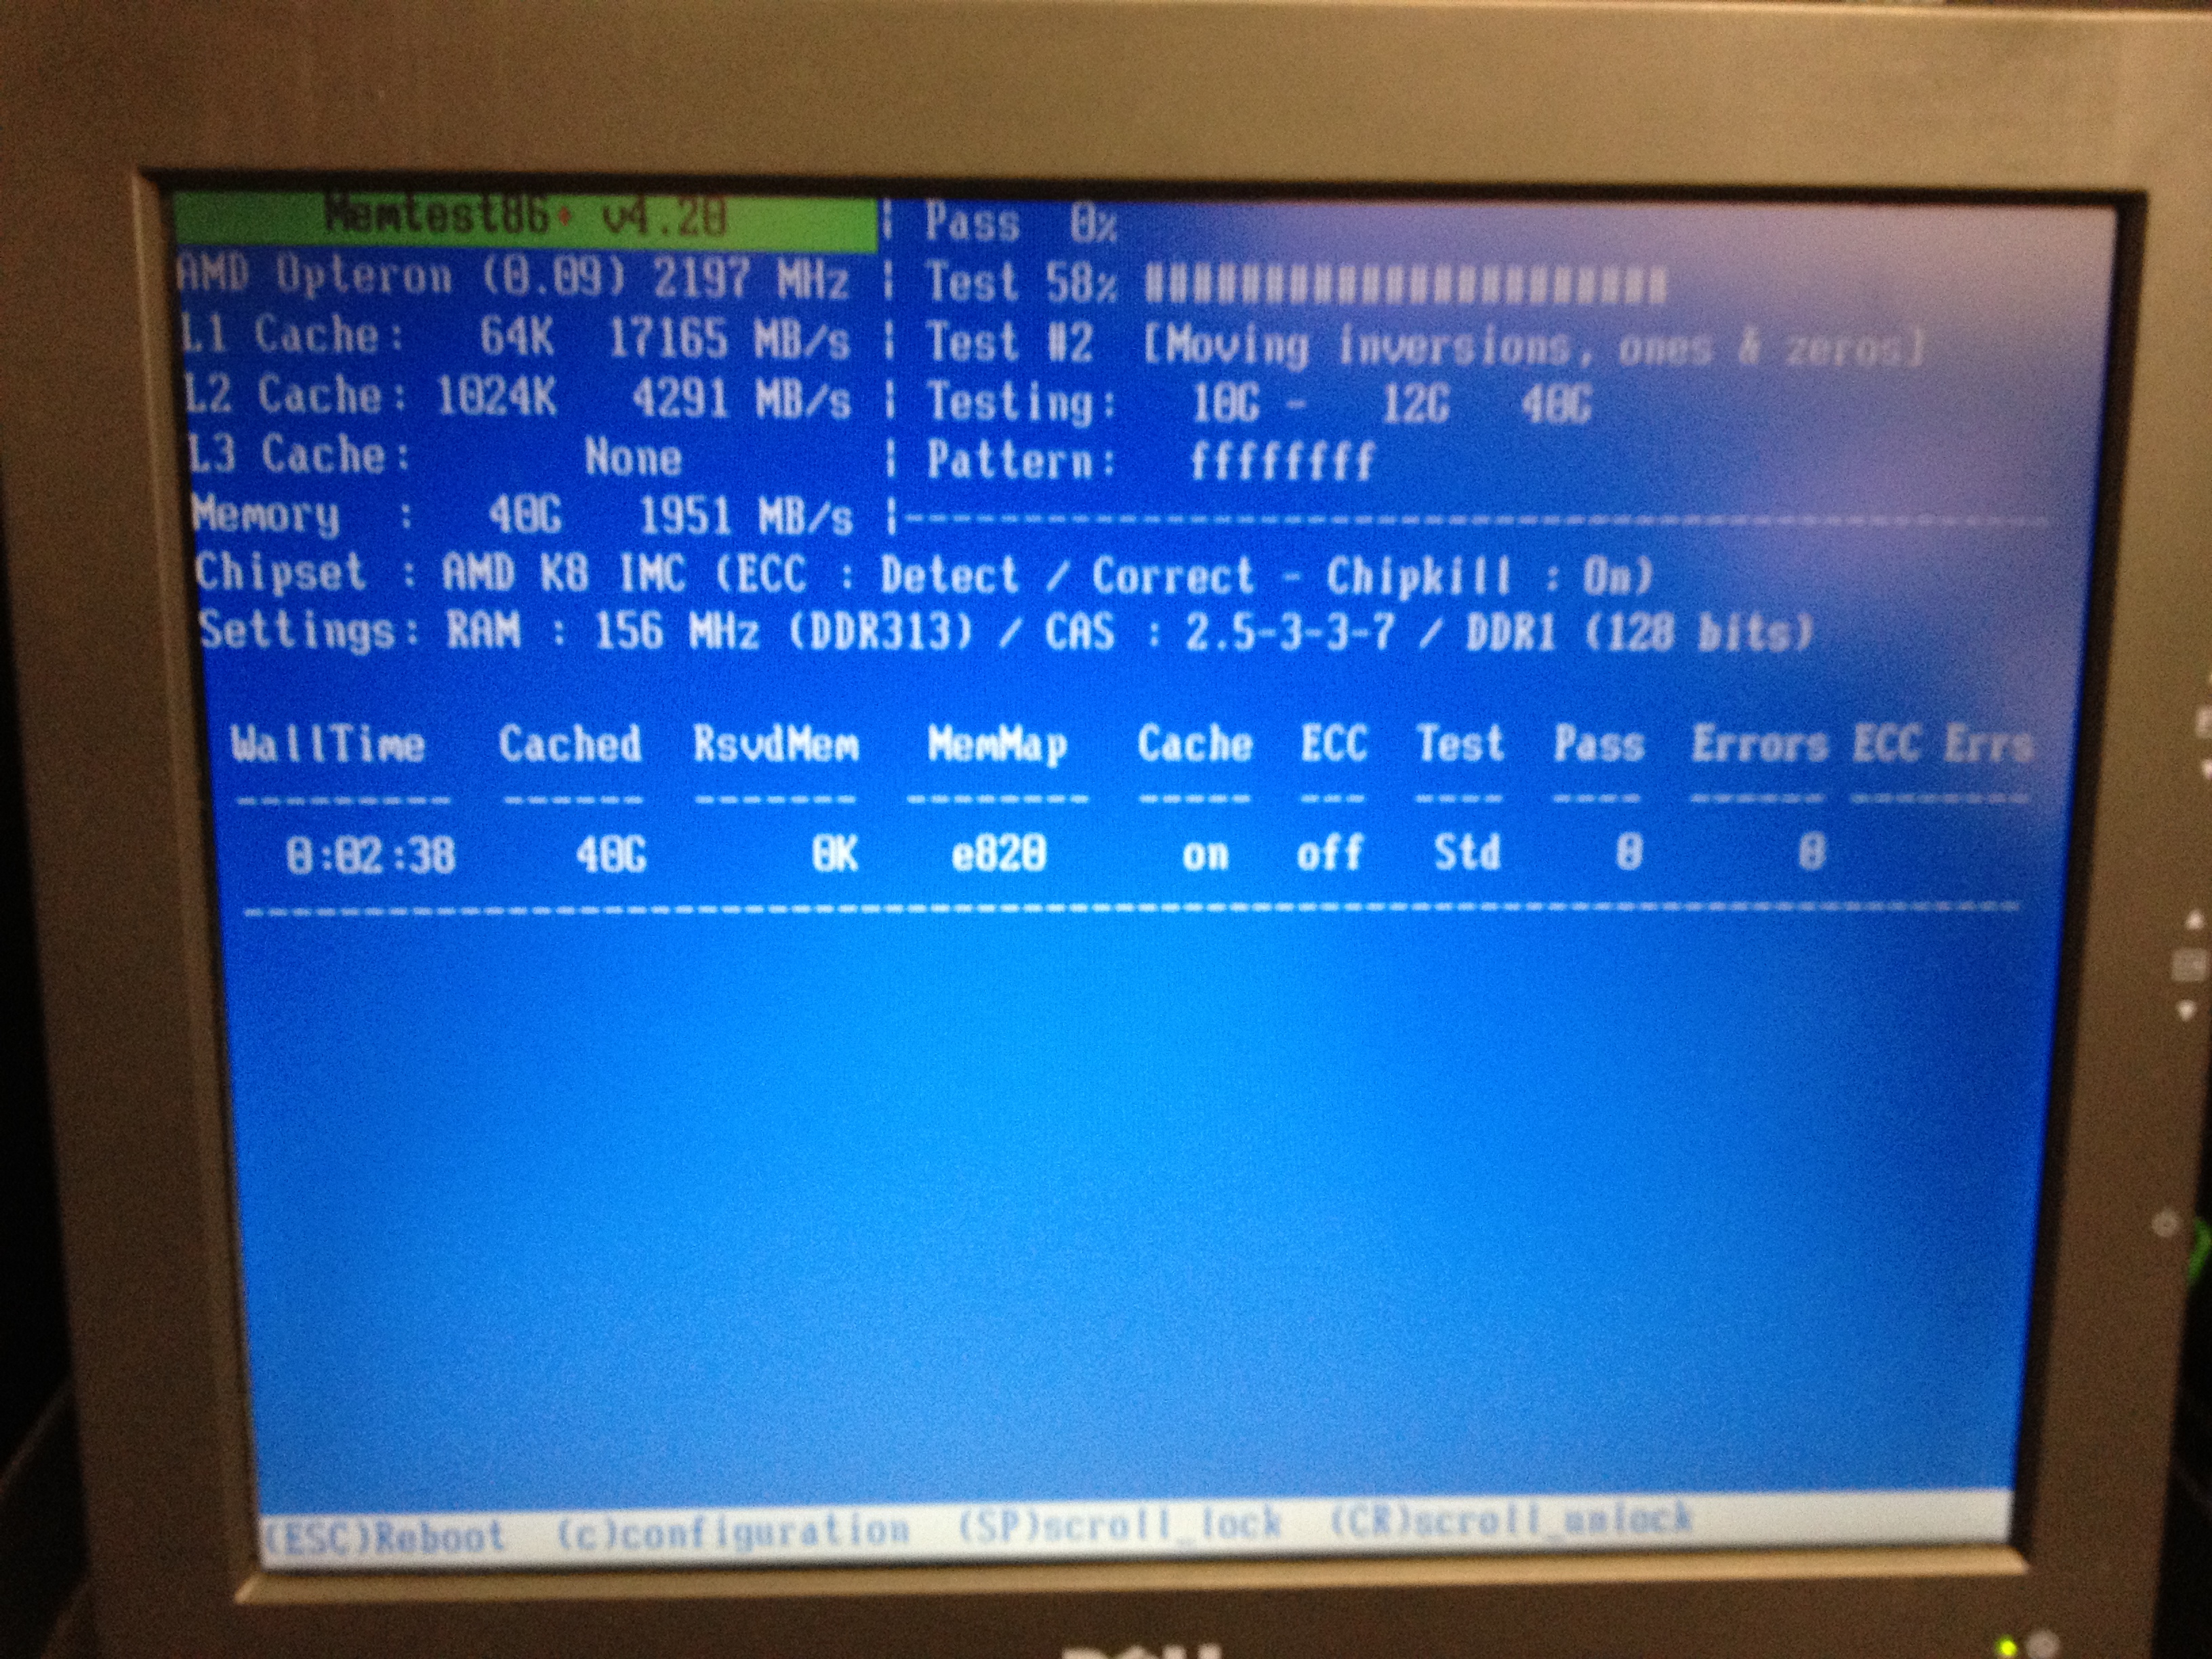 Memtest86+ v4.20 | Pass 0%
AMD Opteron (0.09) 2197 MHz | Test 58% ######################
L1 Cache: 64K 17165 MB/s | Test #2 [Moving inversions, ones & zeros]
L2 Cache: 1024K 4291 MB/s | Testing: 10G - 12G 40G
L3 Cache: None | Pattern: ffffffff
Memory : 40G 1951 MB/s |------------------------------------------------
Chipset : AMD K8 IMC (ECC : Detect / Correct - Chipkill : On)
Settings: RAM : 156 MHz (DDR313) / CAS : 2.5-3-3-7 / DDR1 (128 bits)
WallTime Cached RsvdMem MemMap Cache ECC Test Pass Errors ECC Errs
--------- ------ ------- -------- ----- --- ---- ---- ------ --------
0:02:38 40G 0K e820 on off Std 0 0
-----------------------------------------------------------------------------
(ESC)Reboot (c)configuration (SP)scroll_lock (CR)scroll_unlock
DELL